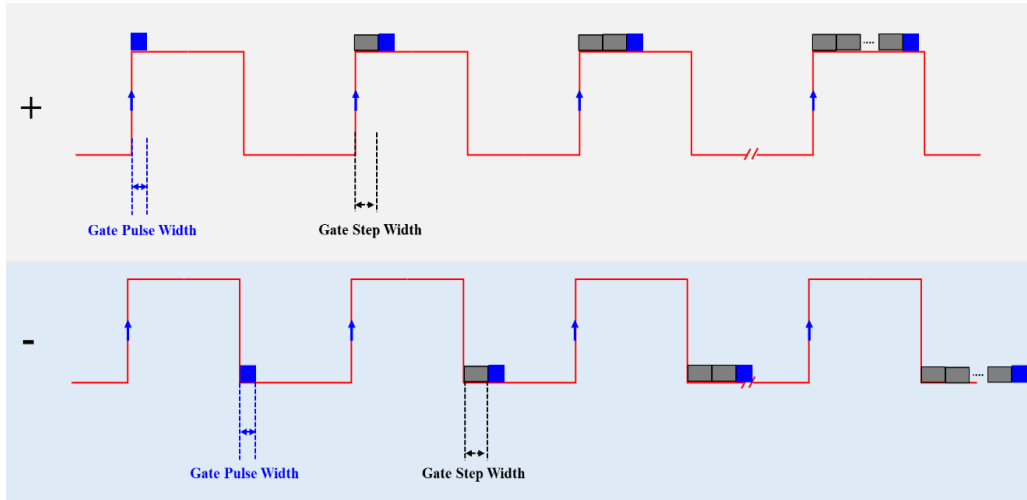 +
....
Gate Pulse Width
Gate Step Width
-
....
Gate Pulse Width
Gate Step Width